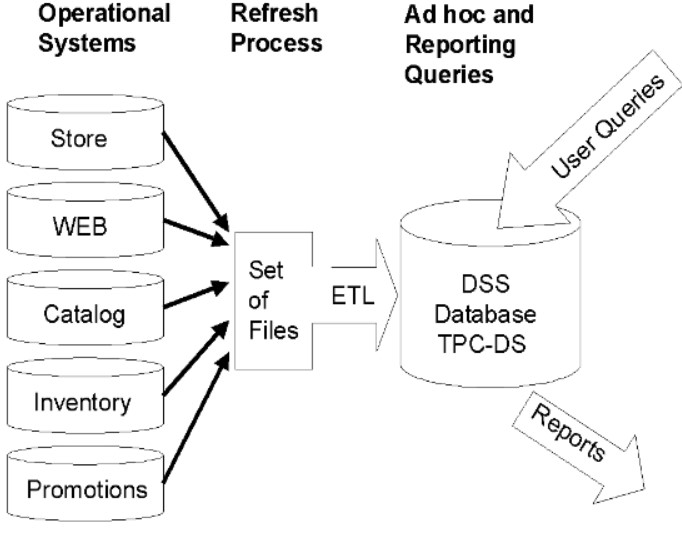 Operational
Systems
Refresh
Process
Ad hoc and
Reporting
Queries
Store
WEB
Catalog
Inventory
Promotions
Set
of
Files
ETL
User Queries
DSS
Database
TPC-DS
Reports